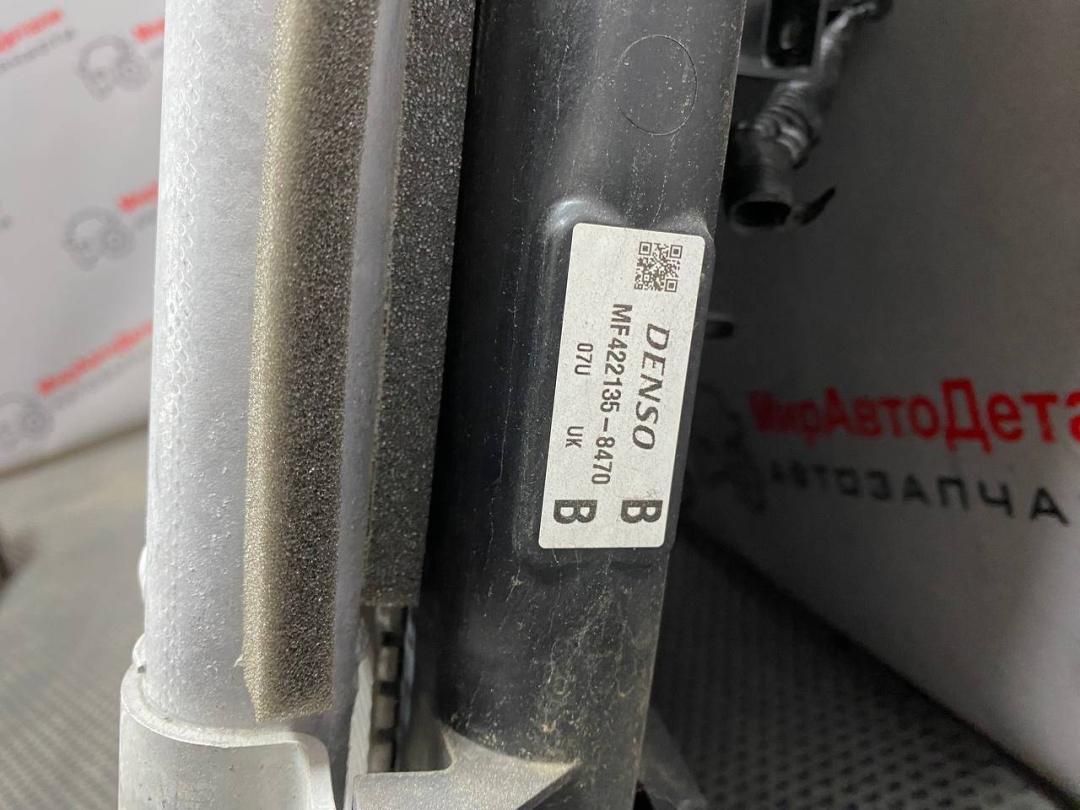 DENSO
MF422135-8470
07U UK
B
B
МирАвтоДета
АВТОЗАПЧА